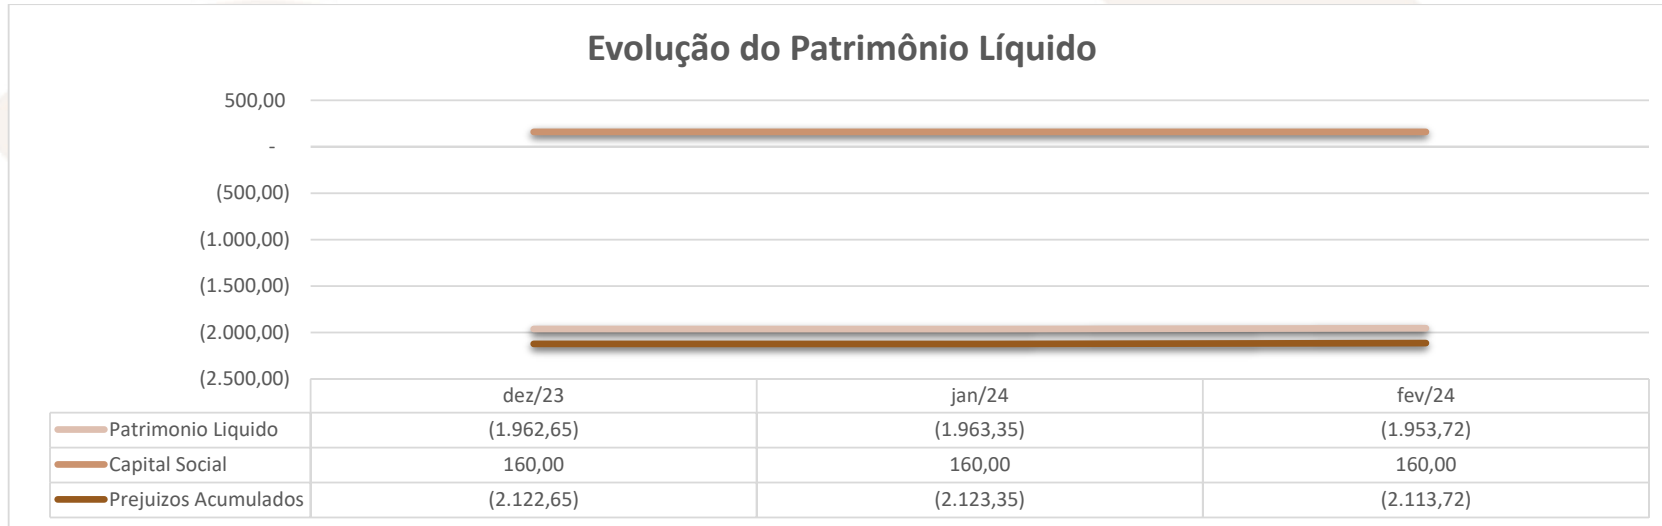 Evolução do Patrimônio Líquido
500,00
-
(500,00)
(1.000,00)
(1.500,00)
(2.000,00)
(2.500,00)
dez/23 jan/24 fev/24
Patrimonio Liquido (1.962,65) (1.963,35) (1.953,72)
Capital Social 160,00 160,00 160,00
Prejuizos Acumulados (2.122,65) (2.123,35) (2.113,72)